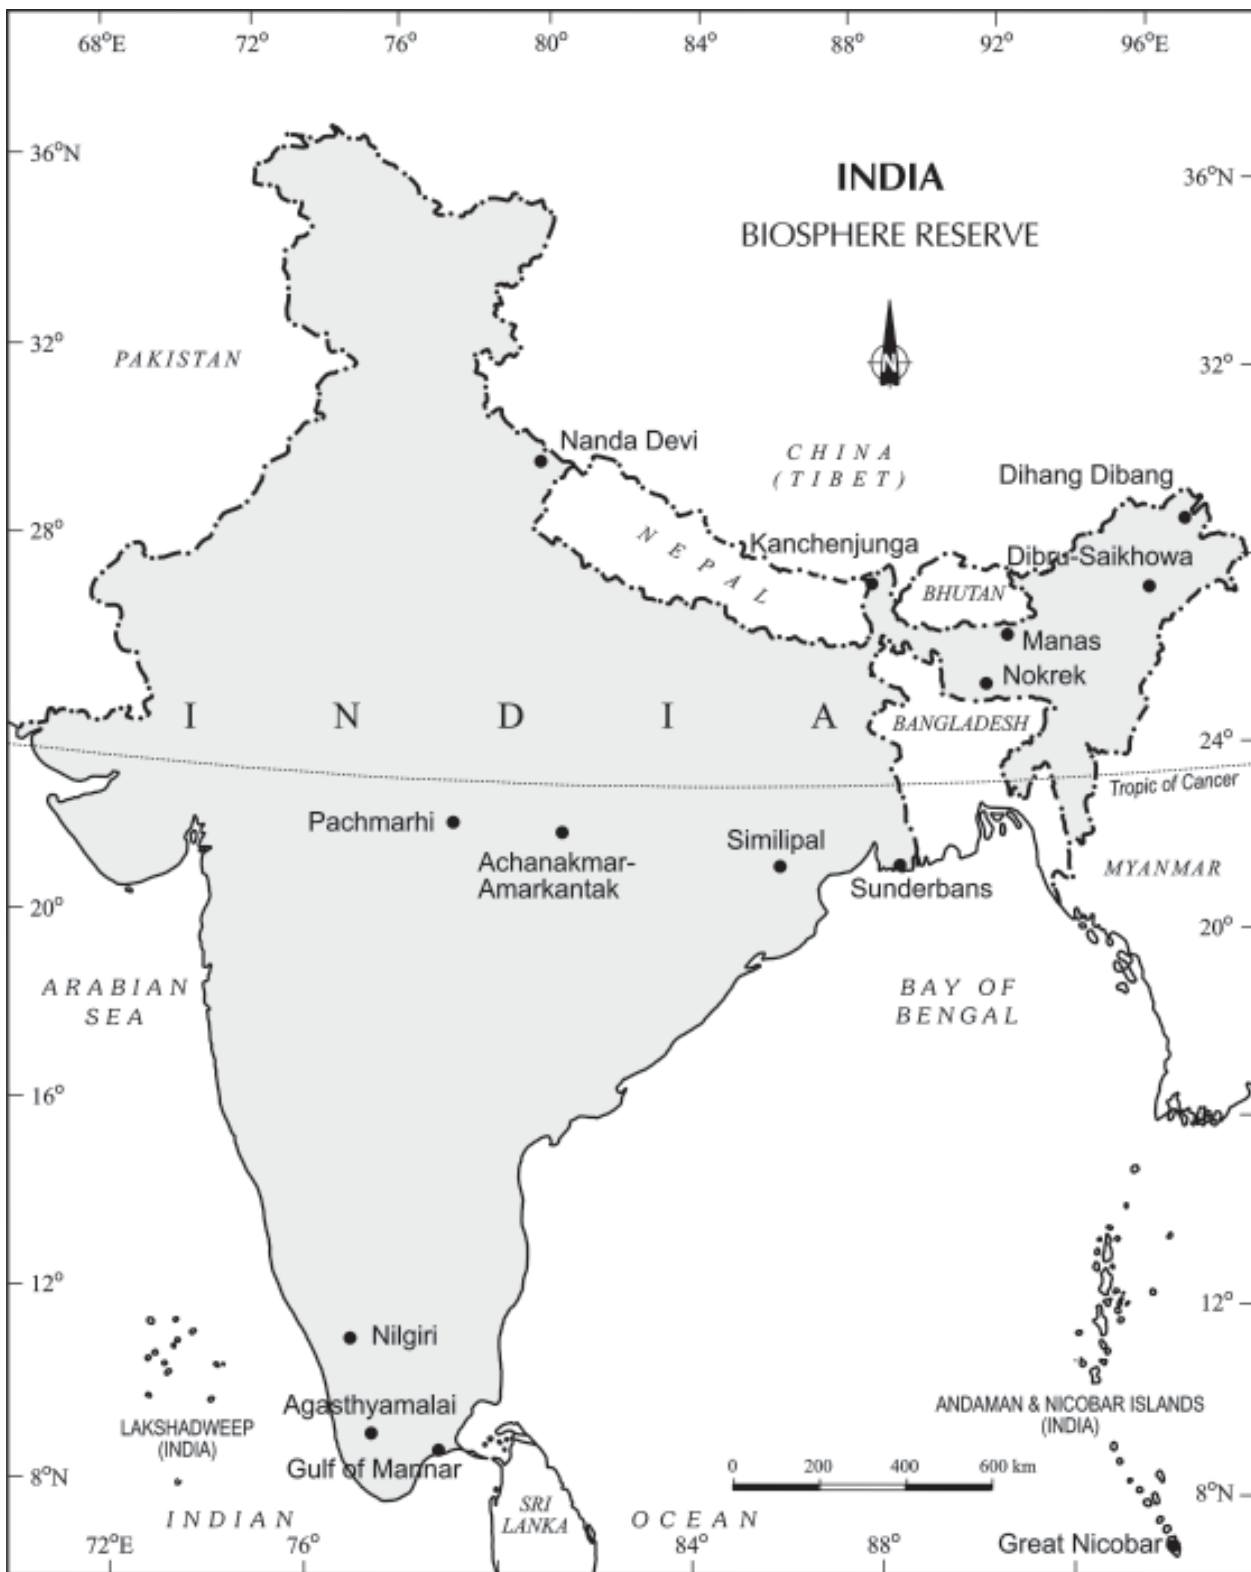 68°E 72° 76° 80° 84° 88° 92° 96°E
36°N
INDIA
36°N
BIOSPHERE RESERVE
32°
PAKISTAN
N
32°
Nanda Devi
CHINA
(TIBET)
Dihang Dibang
28°
NEPAL
Kanchenjunga
Dibru-Saikhowa
BHUTAN
Manas
Nokrek
INDIA
BANGLADESH
24°
Tropic of Cancer
Pachmarhi
Achanakmar-
Amarkantak
Similipal
Sunderbans
MYANMAR
20°
20°
ARABIAN
SEA
BAY OF
BENGAL
16°
12°
12°
Nilgiri
Agasthyamalai
LAKSHADWEEP
(INDIA)
Gulf of Mannar
ANDAMAN & NICOBAR ISLANDS
(INDIA)
8°N
0 200 400 600 km
8°N
INDIAN
SRI
LANKA
OCEAN
Great Nicobar
72°E 76° 84° 88°